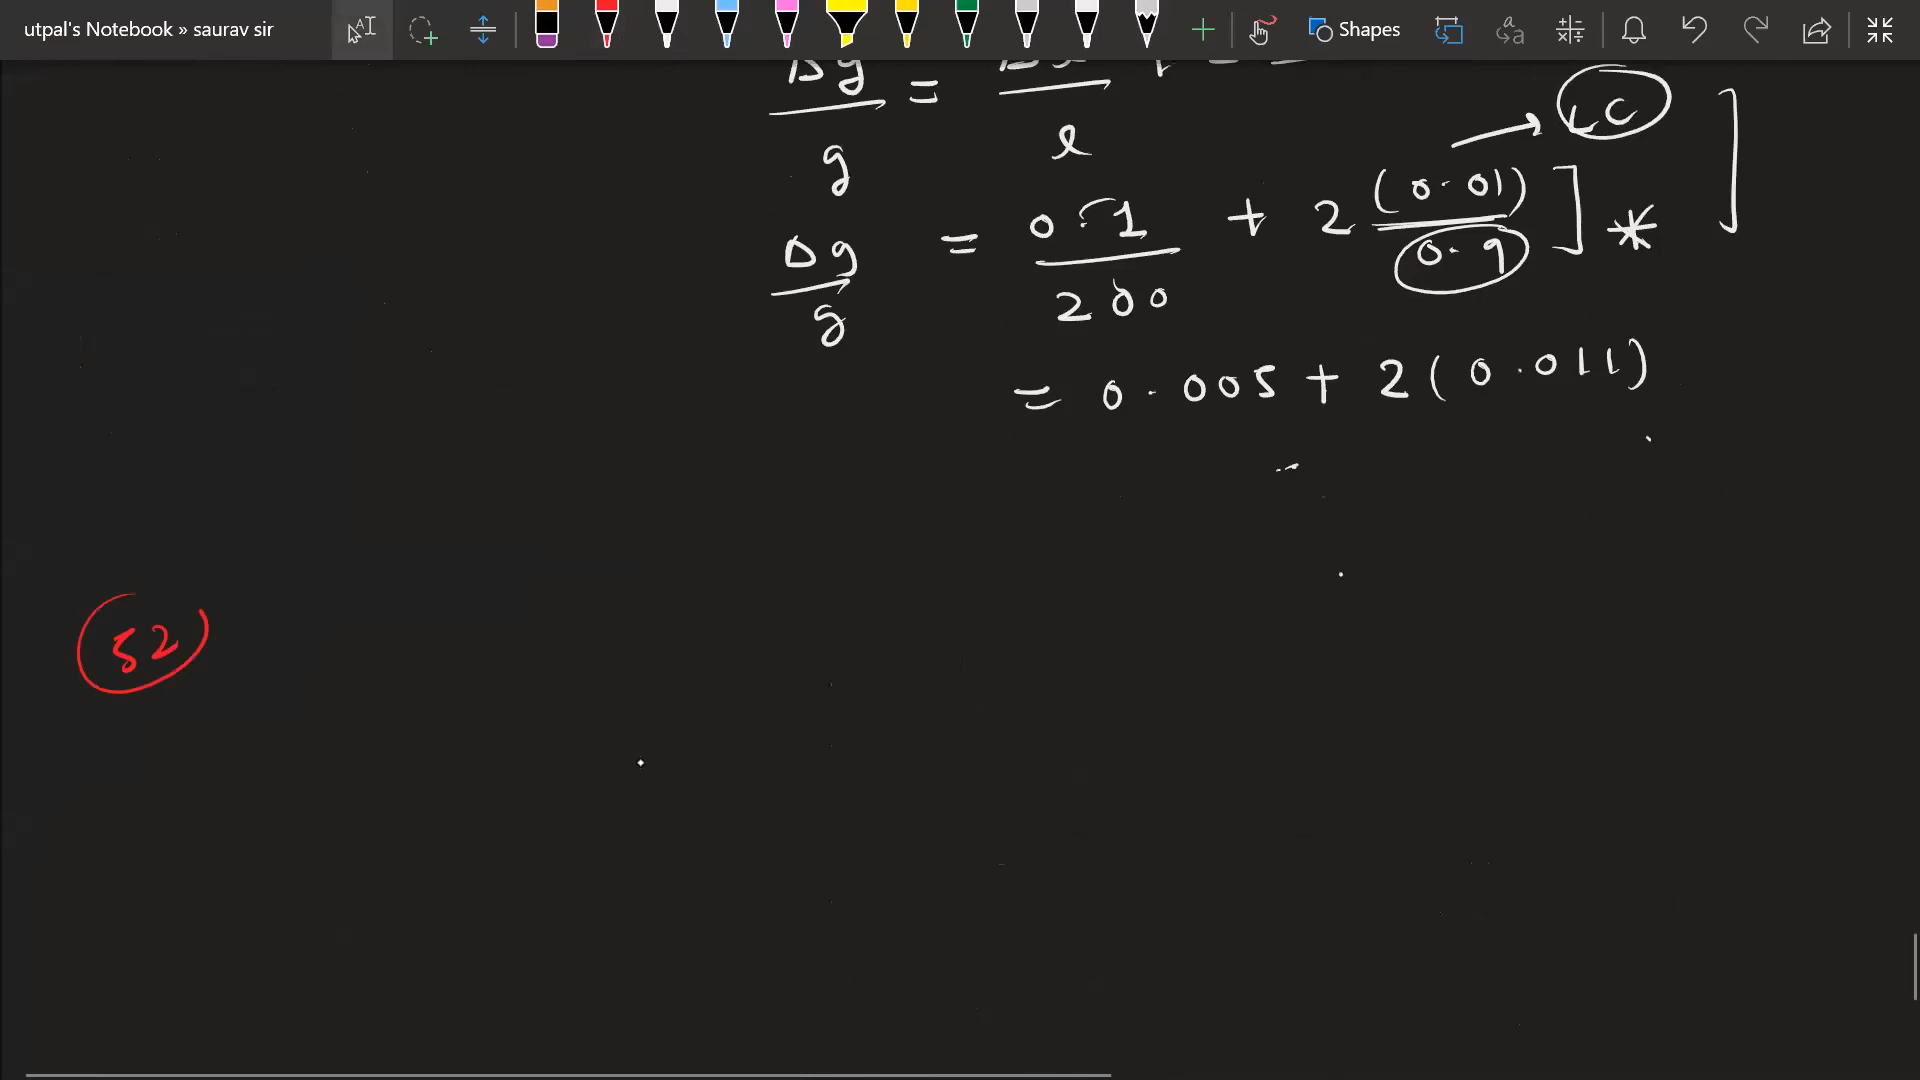 utpal's Notebook » saurav sir
Shapes
Δg/g = /l
LC
Δg/g = 0.1/200 + 2 (0.01)/0.9 ] * ]
= 0.005 + 2(0.011)
52